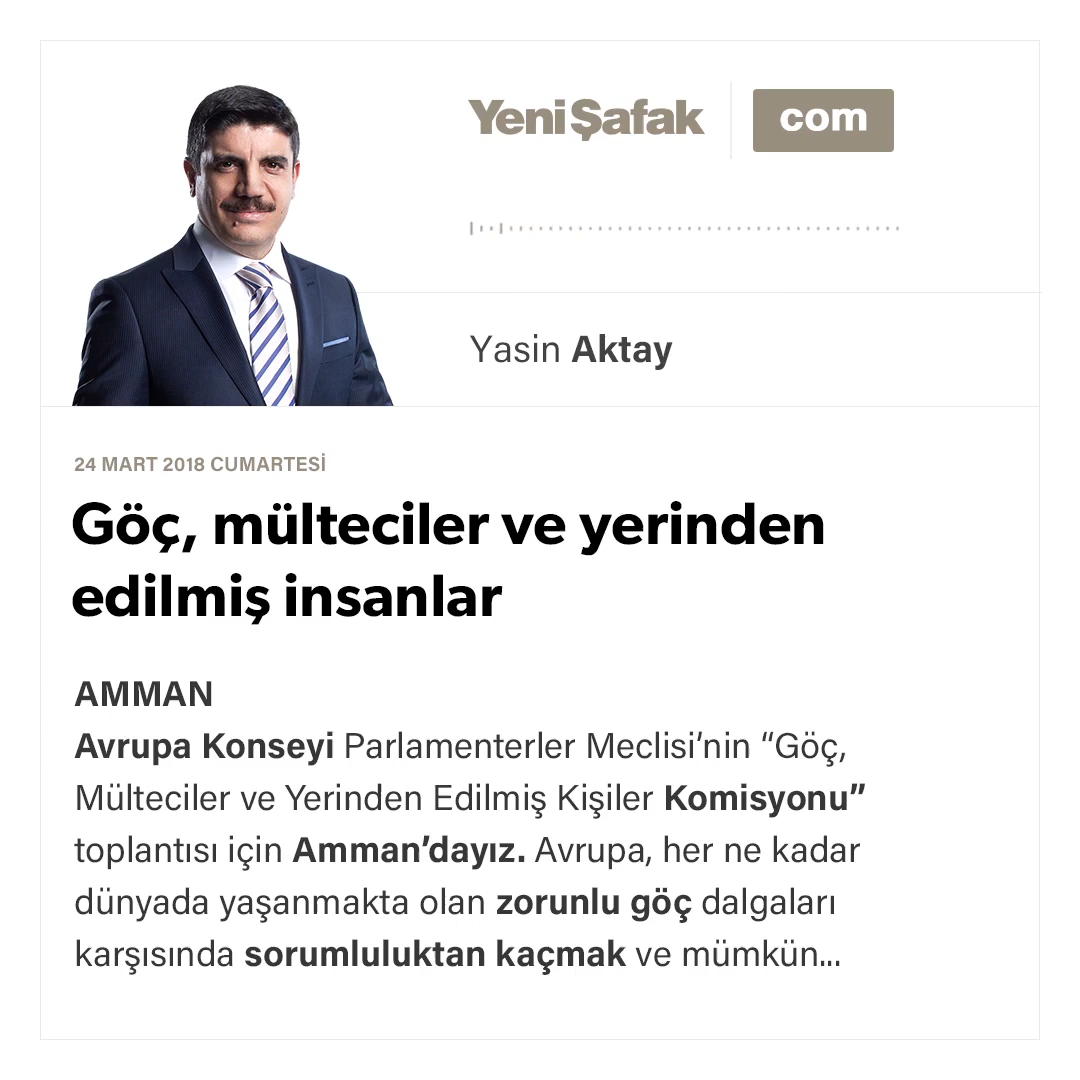 YeniŞafak
com
Yasin Aktay
24 MART 2018 CUMARTESİ
Göç, mülteciler ve yerinden
edilmiş insanlar
AMMAN
Avrupa Konseyi Parlamenterler Meclisi’nin “Göç,
Mülteciler ve Yerinden Edilmiş Kişiler Komisyonu”
toplantısı için Amman’dayız. Avrupa, her ne kadar
dünyada yaşanmakta olan zorunlu göç dalgaları
karşısında sorumluluktan kaçmak ve mümkün...